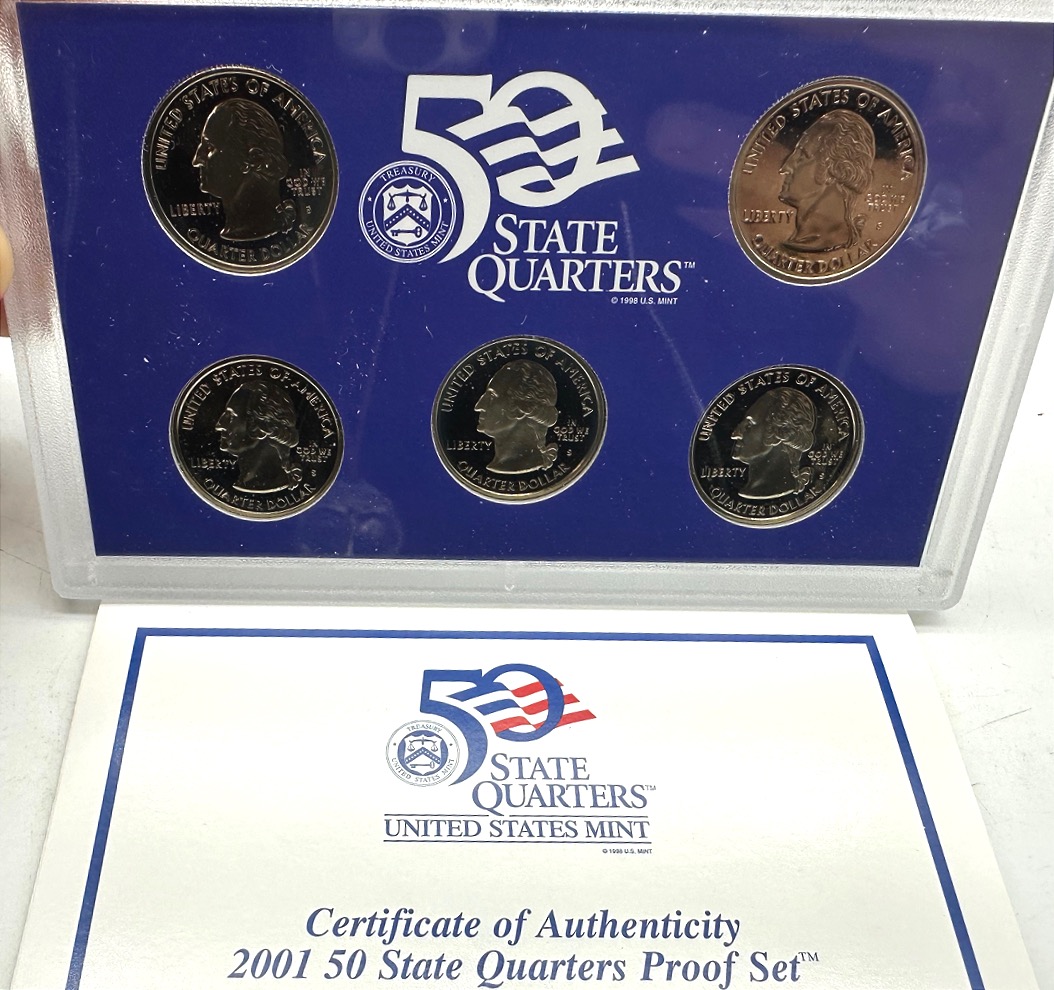 UNITED STATES OF AMERICA
IN
GOD WE
TRUST
LIBERTY
S
QUARTER DOLLAR
50
TREASURY
UNITED STATES MINT
STATE
QUARTERS™
© 1998 U.S. MINT
UNITED STATES OF AMERICA
IN
GOD WE
TRUST
LIBERTY
S
QUARTER DOLLAR
UNITED STATES OF AMERICA
IN
GOD WE
TRUST
LIBERTY
S
QUARTER DOLLAR
UNITED STATES OF AMERICA
IN
GOD WE
TRUST
LIBERTY
S
QUARTER DOLLAR
UNITED STATES OF AMERICA
IN
GOD WE
TRUST
LIBERTY
S
QUARTER DOLLAR
50
TREASURY
UNITED STATES MINT
STATE
QUARTERS™
UNITED STATES MINT
© 1998 U.S. MINT
Certificate of Authenticity
2001 50 State Quarters Proof Set™